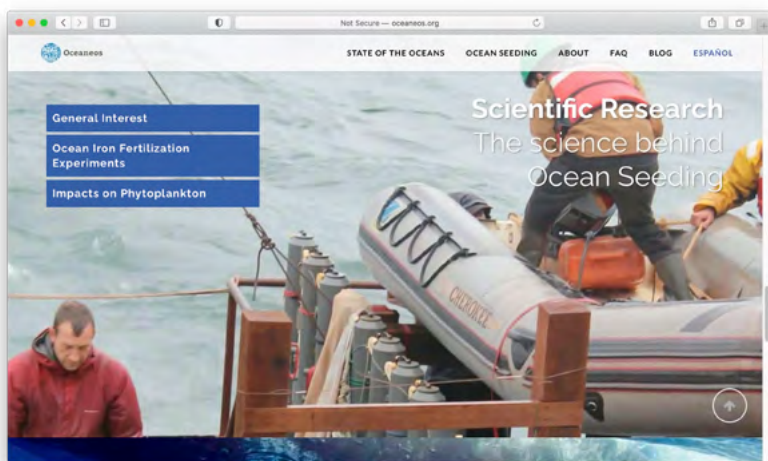 Not Secure — oceaneos.org
Oceaneos
STATE OF THE OCEANS OCEAN SEEDING ABOUT FAQ BLOG ESPAÑOL
General Interest
Ocean Iron Fertilization
Experiments
Impacts on Phytoplankton
Scientific Research
The science behind
Ocean Seeding
CHEROKEE